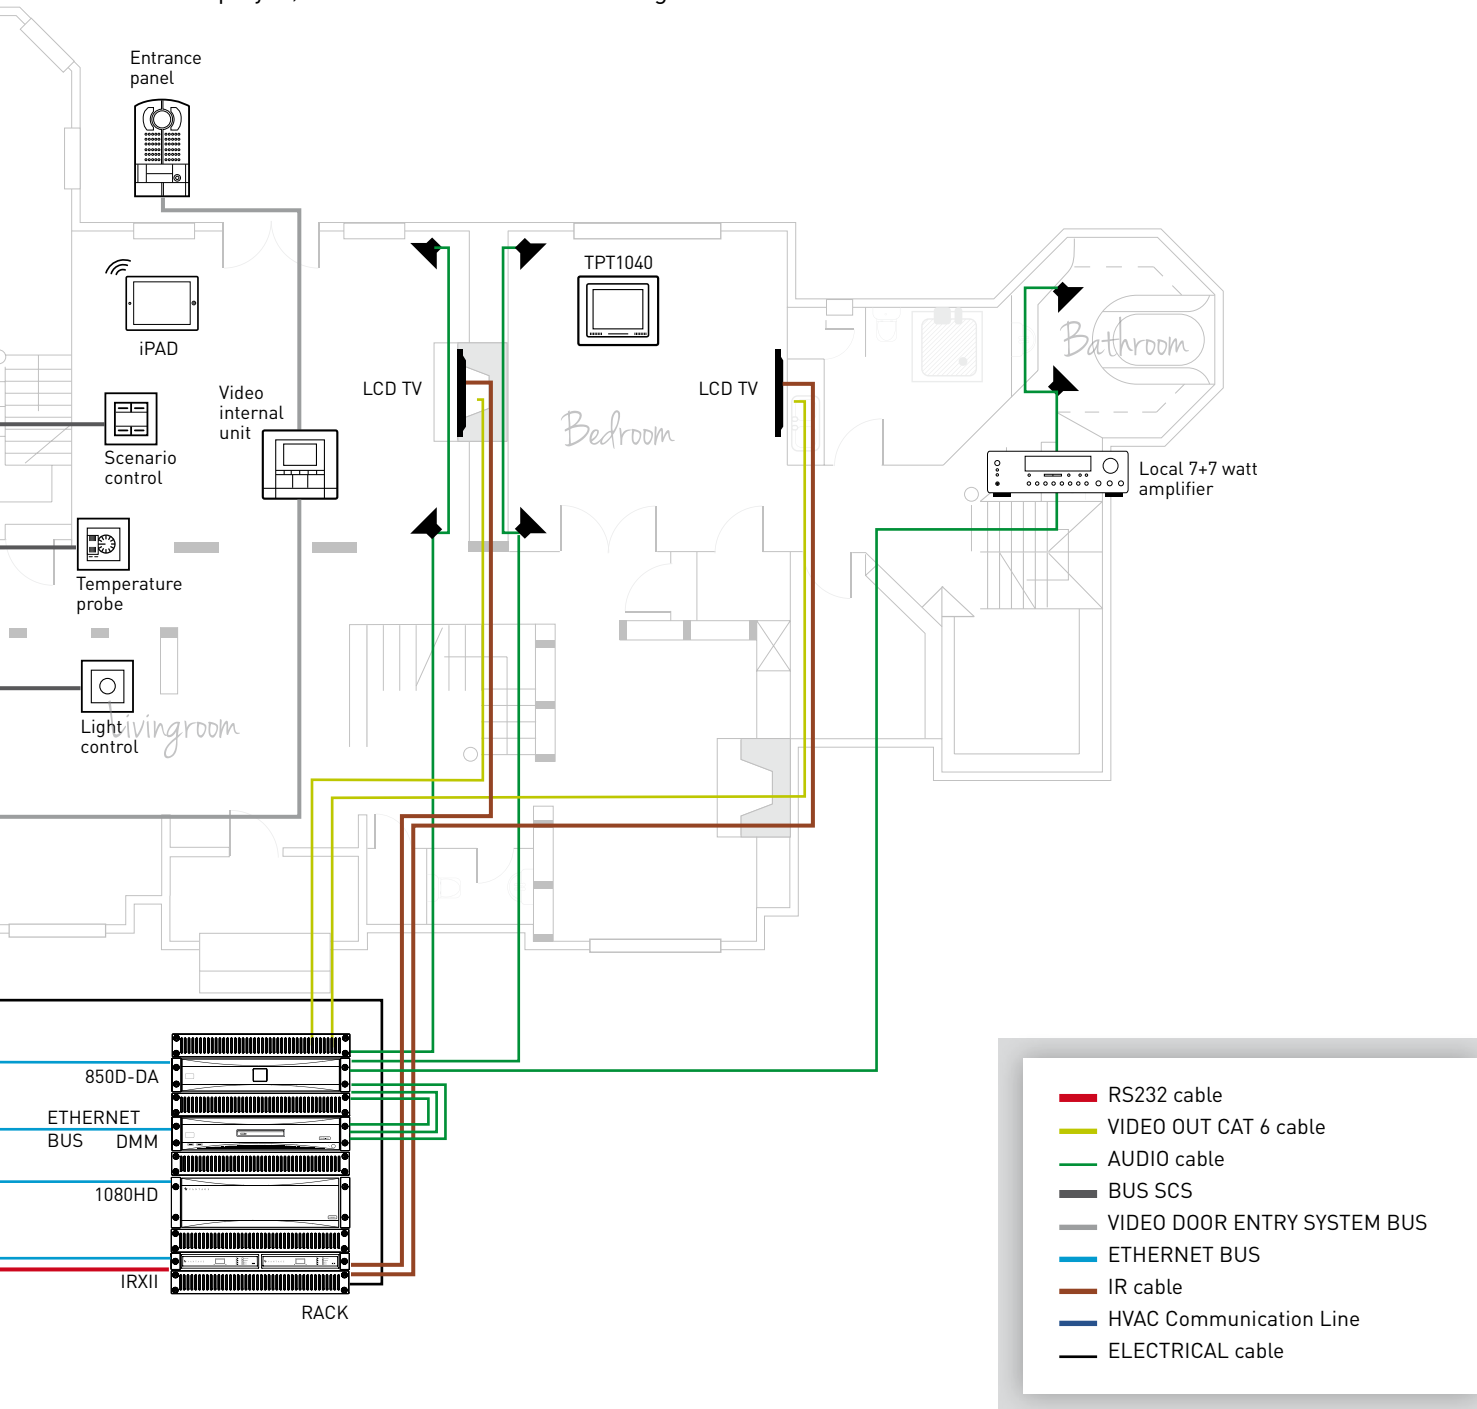 Entrance
panel
TPT1040
iPAD
Bathroom
LCD TV
LCD TV
Video
internal
unit
Bedroom
Scenario
control
Local 7+7 watt
amplifier
Temperature
probe
Light
control
Livingroom
850D-DA
ETHERNET
BUS DMM
1080HD
IRXII
RACK
RS232 cable
VIDEO OUT CAT 6 cable
AUDIO cable
BUS SCS
VIDEO DOOR ENTRY SYSTEM BUS
ETHERNET BUS
IR cable
HVAC Communication Line
ELECTRICAL cable